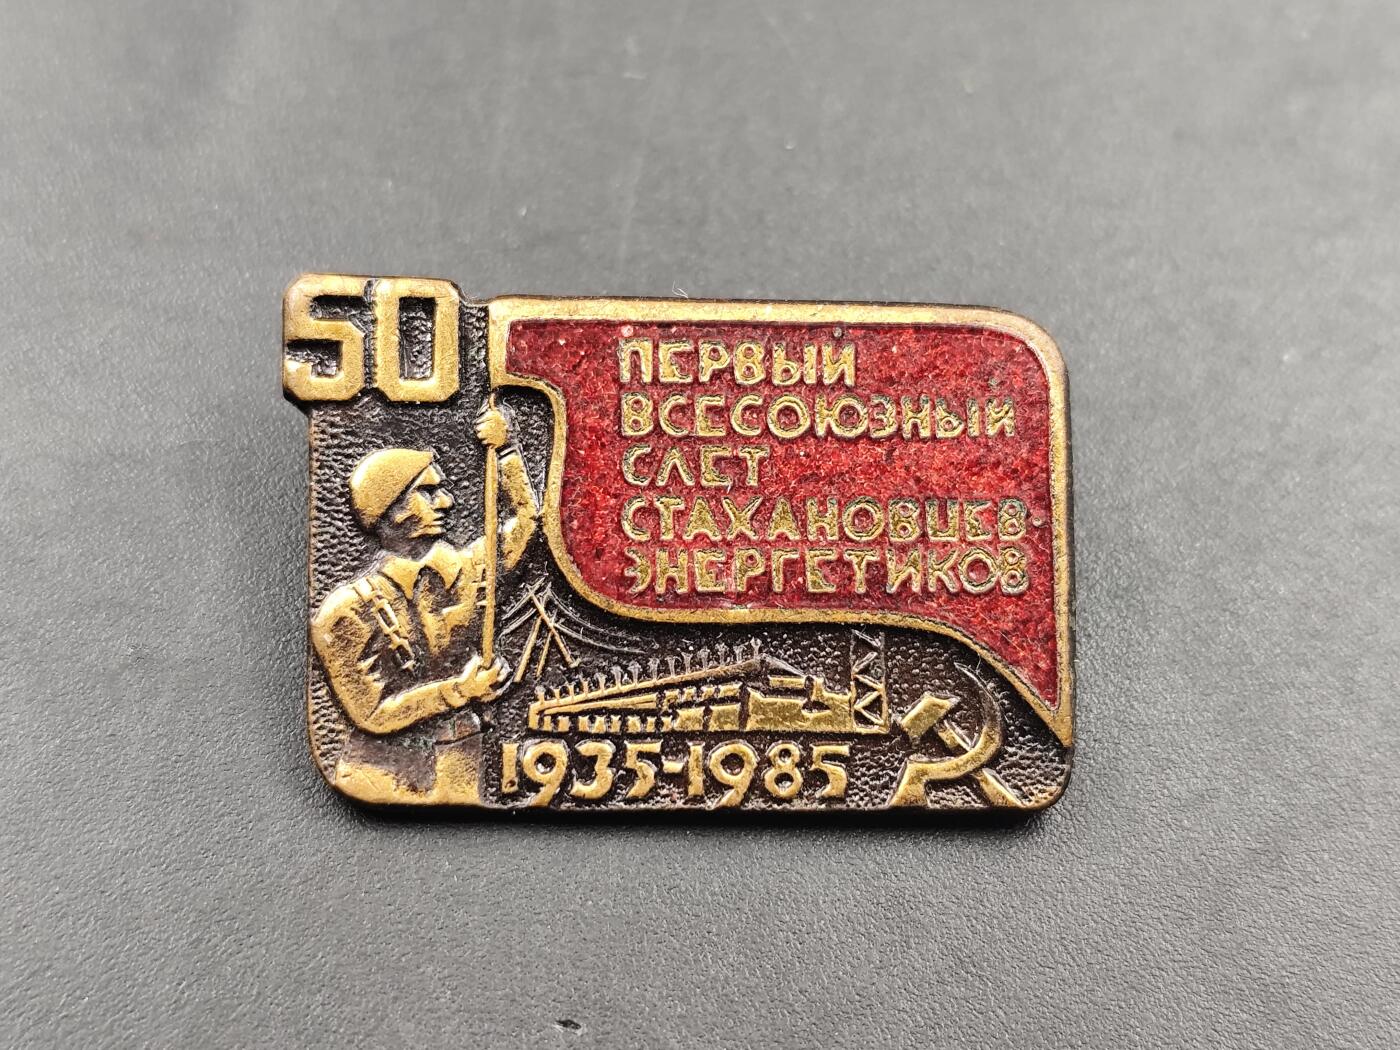 50
ПЕРВЫЙ
ВСЕСОЮЗНЫЙ
СЛЕТ
СТАХАНОВЦЕВ
ЭНЕРГЕТИКОВ
1935-1985